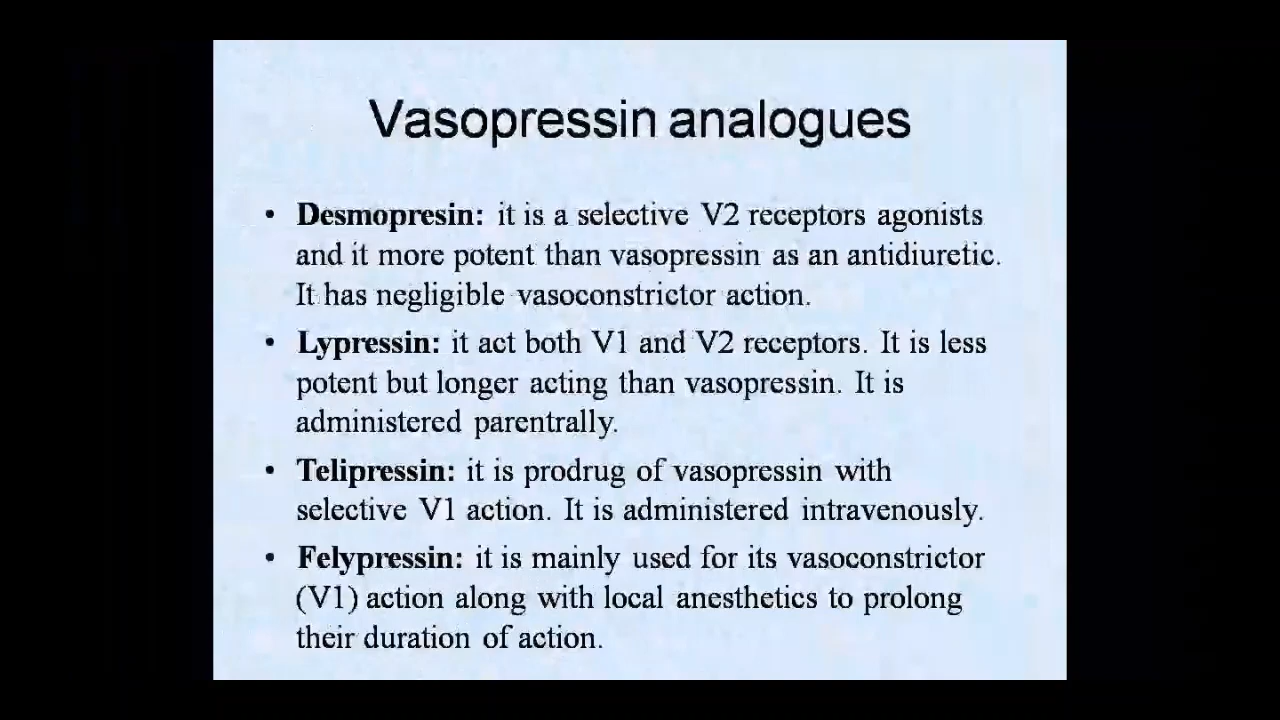 Vasopressin analogues
• Desmopresin: it is a selective V2 receptors agonists
and it more potent than vasopressin as an antidiuretic.
It has negligible vasoconstrictor action.
• Lypressin: it act both V1 and V2 receptors. It is less
potent but longer acting than vasopressin. It is
administered parentrally.
• Telipressin: it is prodrug of vasopressin with
selective V1 action. It is administered intravenously.
• Felypressin: it is mainly used for its vasoconstrictor
(V1) action along with local anesthetics to prolong
their duration of action.